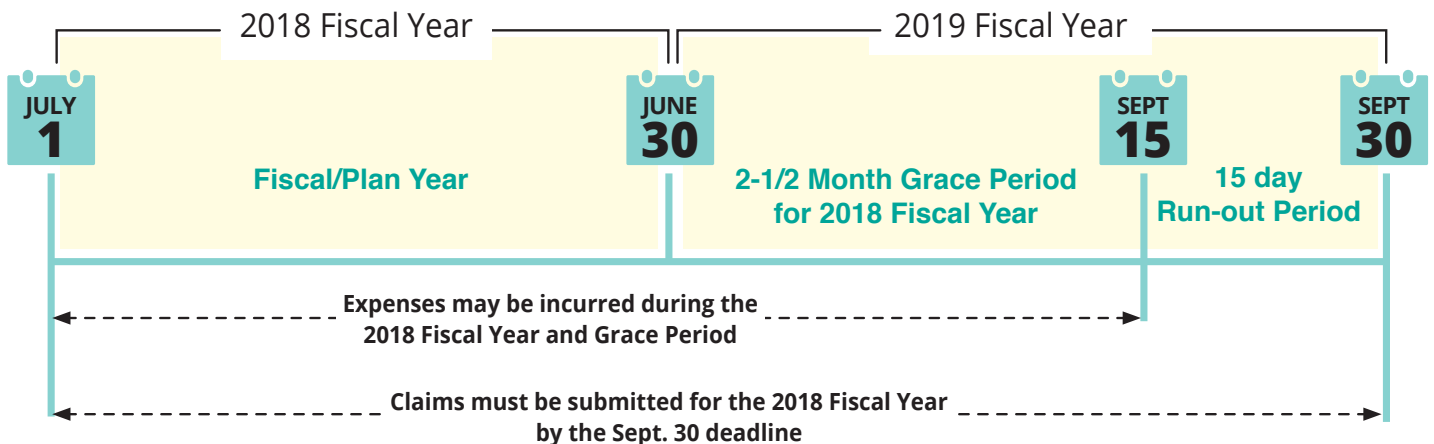 2018 Fiscal Year
2019 Fiscal Year
JULY
1
JUNE
30
SEPT
15
SEPT
30
Fiscal/Plan Year
2-1/2 Month Grace Period
for 2018 Fiscal Year
15 day
Run-out Period
Expenses may be incurred during the
2018 Fiscal Year and Grace Period
Claims must be submitted for the 2018 Fiscal Year
by the Sept. 30 deadline